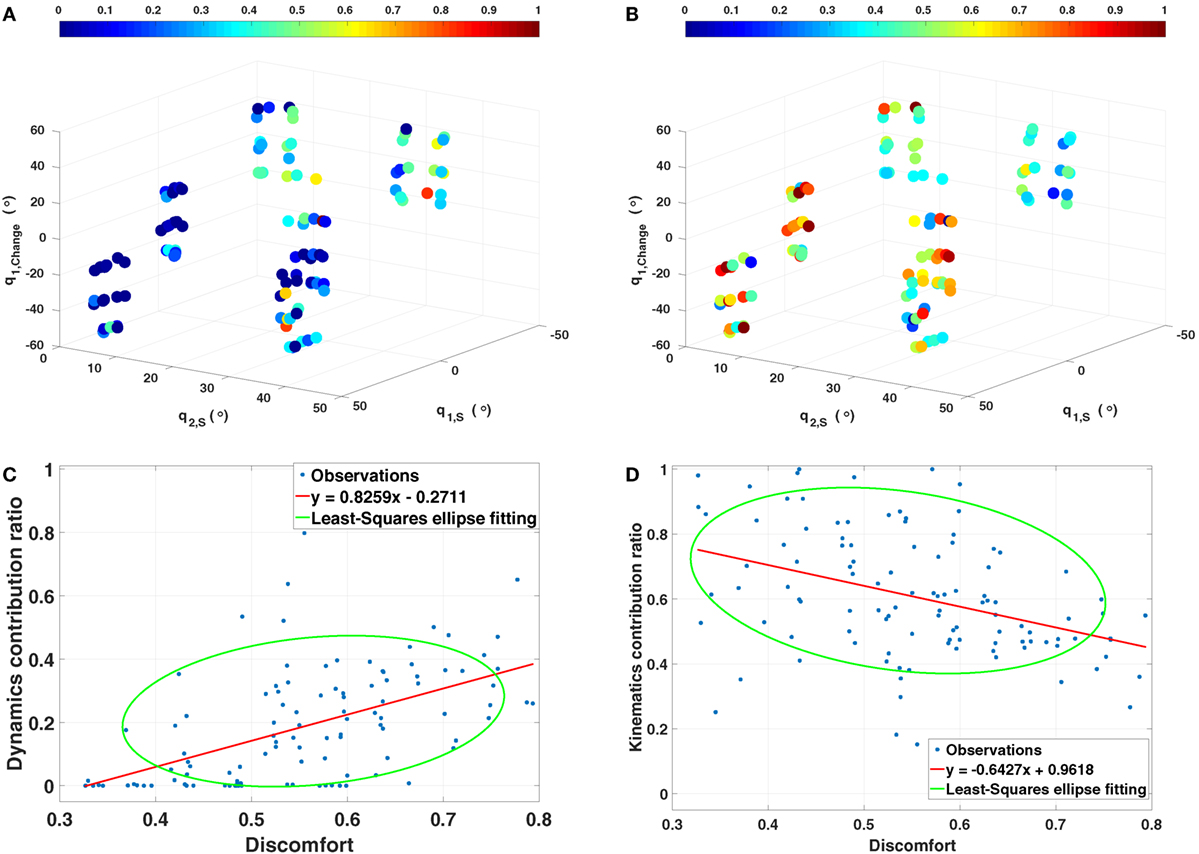 A
0 0.1 0.2 0.3 0.4 0.5 0.6 0.7 0.8 0.9 1
60
40
20
0
-20
-40
-60
q1,Change (°)
0
10
20
30
40
50
q2,S (°)
50
0
-50
q1,S (°)
B
0 0.1 0.2 0.3 0.4 0.5 0.6 0.7 0.8 0.9 1
60
40
20
0
-20
-40
-60
q1,Change (°)
0
10
20
30
40
50
q2,S (°)
50
0
-50
q1,S (°)
C
1
0.8
0.6
0.4
0.2
0
Dynamics contribution ratio
Observations
y = 0.8259x - 0.2711
Least-Squares ellipse fitting
0.3 0.4 0.5 0.6 0.7 0.8
Discomfort
D
1
0.8
0.6
0.4
0.2
0
Kinematics contribution ratio
Observations
y = -0.6427x + 0.9618
Least-Squares ellipse fitting
0.3 0.4 0.5 0.6 0.7 0.8
Discomfort